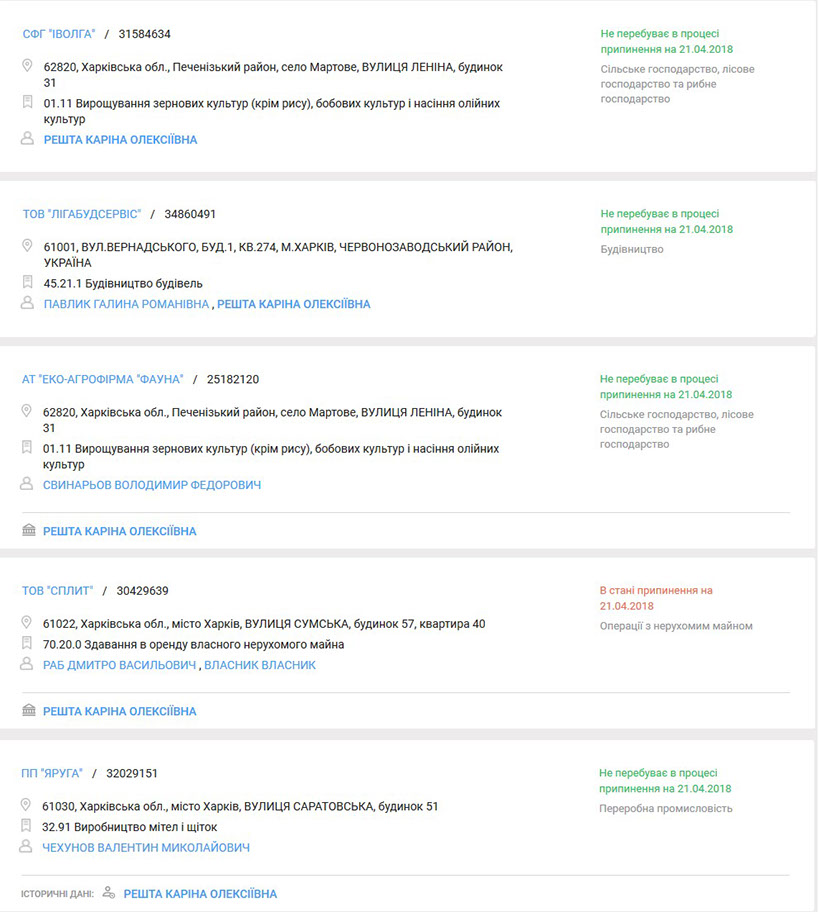 СФГ "ІВОЛГА" / 31584634
Не перебуває в процесі
припинення на 21.04.2018
62820, Харківська обл., Печенізький район, село Мартове, ВУЛИЦЯ ЛЕНІНА, будинок
31
Сільське господарство, лісове
господарство та рибне
господарство
01.11 Вирощування зернових культур (крім рису), бобових культур і насіння олійних
культур
РЕШТА КАРІНА ОЛЕКСІЇВНА
ТОВ "ЛІГАБУДСЕРВІС" / 34860491
Не перебуває в процесі
припинення на 21.04.2018
61001, ВУЛ.ВЕРНАДСЬКОГО, БУД.1, КВ.274, М.ХАРКІВ, ЧЕРВОНОЗАВОДСЬКИЙ РАЙОН,
УКРАЇНА
Будівництво
45.21.1 Будівництво будівель
ПАВЛИК ГАЛИНА РОМАНІВНА , РЕШТА КАРІНА ОЛЕКСІЇВНА
АТ "ЕКО-АГРОФІРМА "ФАУНА" / 25182120
Не перебуває в процесі
припинення на 21.04.2018
62820, Харківська обл., Печенізький район, село Мартове, ВУЛИЦЯ ЛЕНІНА, будинок
31
Сільське господарство, лісове
господарство та рибне
господарство
01.11 Вирощування зернових культур (крім рису), бобових культур і насіння олійних
культур
СВИНАРЬОВ ВОЛОДИМИР ФЕДОРОВИЧ
РЕШТА КАРІНА ОЛЕКСІЇВНА
ТОВ "СПЛИТ" / 30429639
В стані припинення на
21.04.2018
61022, Харківська обл., місто Харків, ВУЛИЦЯ СУМСЬКА, будинок 57, квартира 40
Операції з нерухомим майном
70.20.0 Здавання в оренду власного нерухомого майна
РАБ ДМИТРО ВАСИЛЬОВИЧ , ВЛАСНИК ВЛАСНИК
РЕШТА КАРІНА ОЛЕКСІЇВНА
ПП "ЯРУГА" / 32029151
Не перебуває в процесі
припинення на 21.04.2018
61030, Харківська обл., місто Харків, ВУЛИЦЯ САРАТОВСЬКА, будинок 51
Переробна промисловість
32.91 Виробництво мітел і щіток
ЧЕХУНОВ ВАЛЕНТИН МИКОЛАЙОВИЧ
ІСТОРИЧНІ ДАНІ: РЕШТА КАРІНА ОЛЕКСІЇВНА